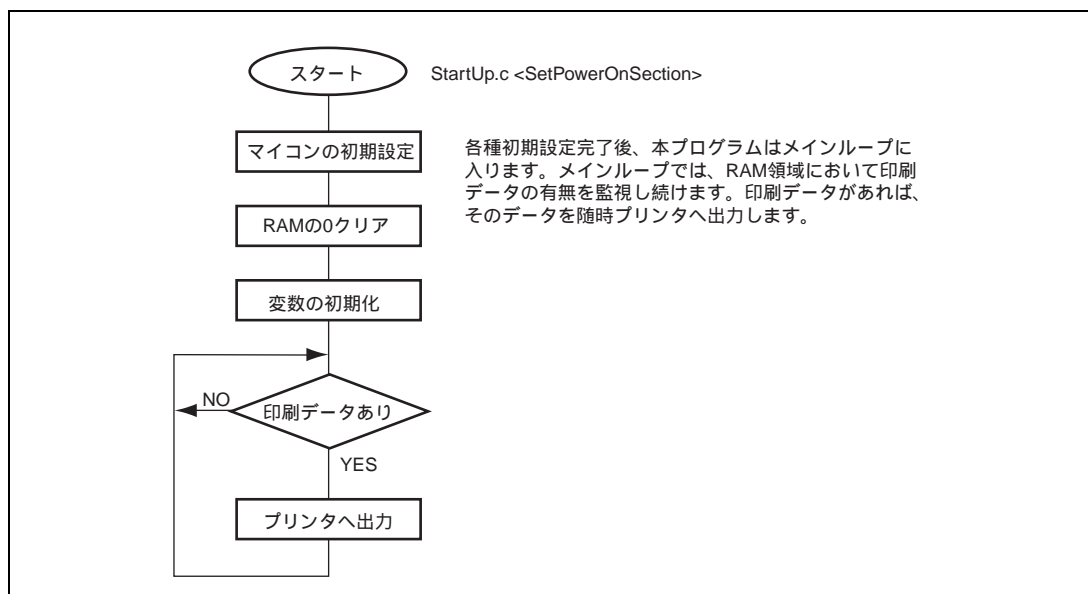 スタート
StartUp.c <SetPowerOnSection>
マイコンの初期設定
各種初期設定完了後、本プログラムはメインループに
入ります。メインループでは、RAM領域において印刷
データの有無を監視し続けます。印刷データがあれば、
そのデータを随時プリンタへ出力します。
RAMの0クリア
変数の初期化
NO
印刷データあり
YES
プリンタへ出力